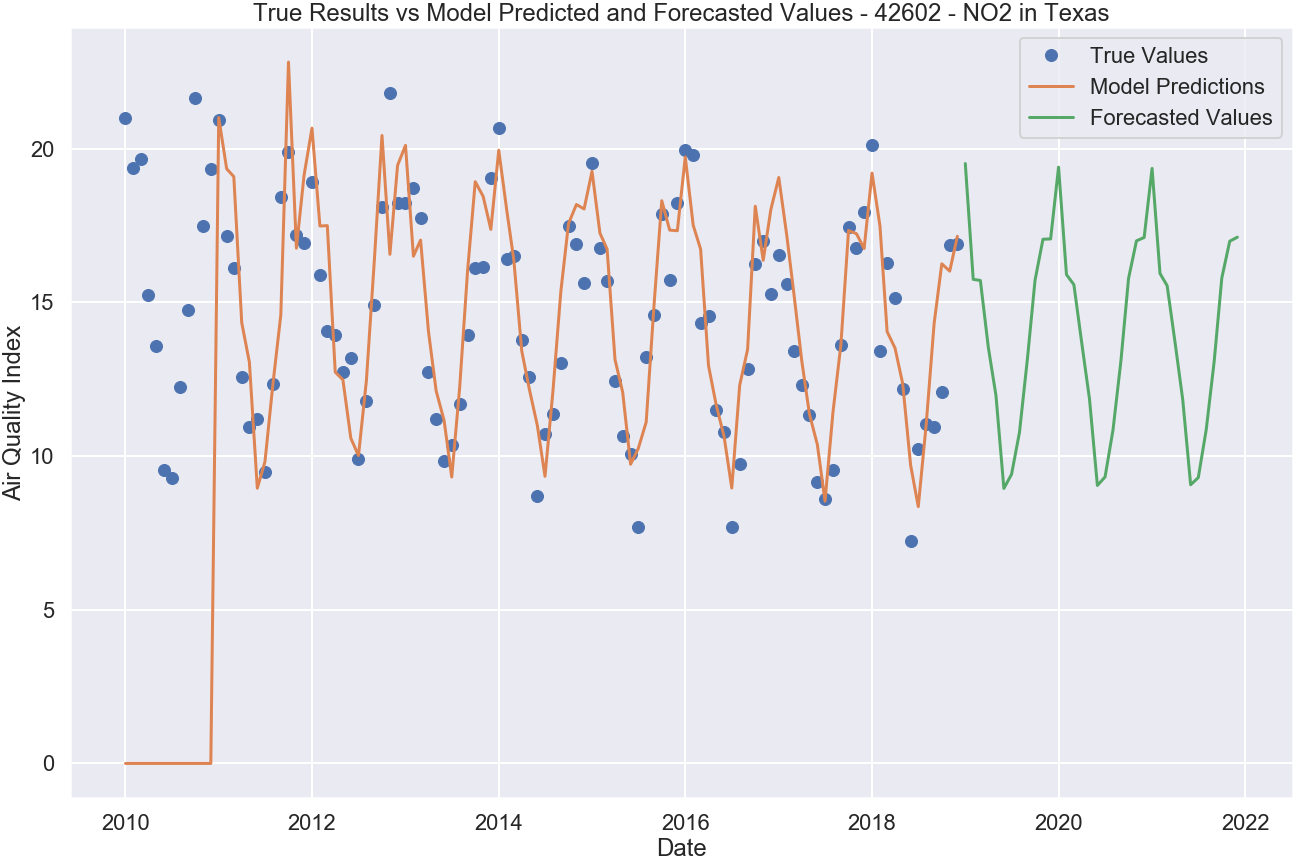 True Results vs Model Predicted and Forecasted Values - 42602 - NO2 in Texas
True Values
Model Predictions
Forecasted Values
Air Quality Index
20
15
10
5
0
2010 2012 2014 2016 2018 2020 2022
Date